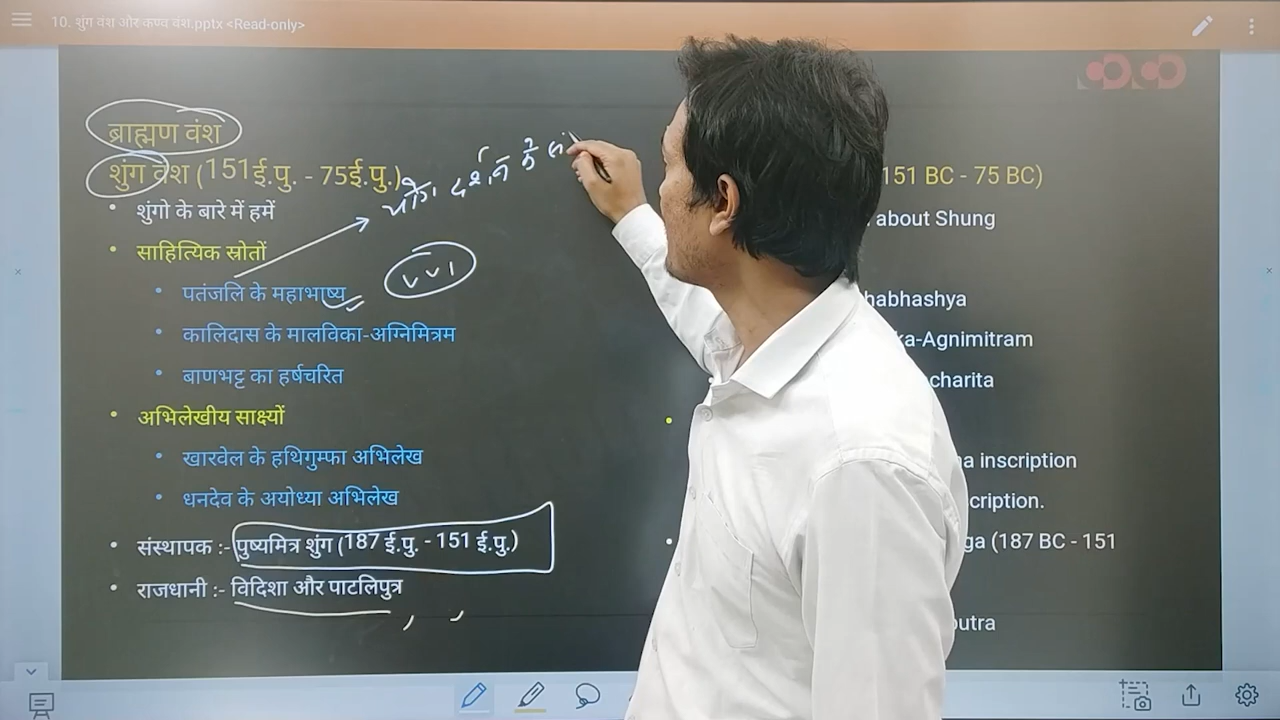 10. शुंग वंश और कण्व वंश.pptx <Read-only>
ब्राह्मण वंश
शुंग वंश (151ई.पु. - 75ई.पु.)
151 BC - 75 BC)
योग दर्शन के
• शुंगो के बारे में हमें
about Shung
• साहित्यिक स्रोतों
• पतंजलि के महाभाष्य
habhashya
• कालिदास के मालविका-अग्निमित्रम
ka-Agnimitram
• बाणभट्ट का हर्षचरित
charita
• अभिलेखीय साक्ष्यों
• खारवेल के हथिगुम्फा अभिलेख
na inscription
• धनदेव के अयोध्या अभिलेख
cription.
• संस्थापक :- पुष्यमित्र शुंग (187 ई.पु. - 151 ई.पु.)
ga (187 BC - 151
• राजधानी :- विदिशा और पाटलिपुत्र
putra